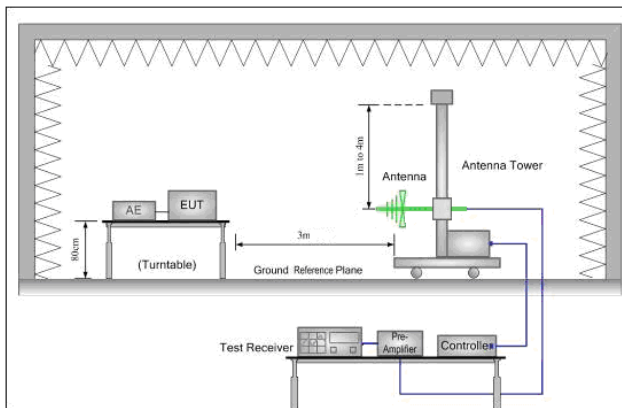 1m to 4m
Antenna
Antenna Tower
AE
EUT
80cm
(Turntable)
3m
Ground Reference Plane
Test Receiver
Pre-
Amplifier
Controller